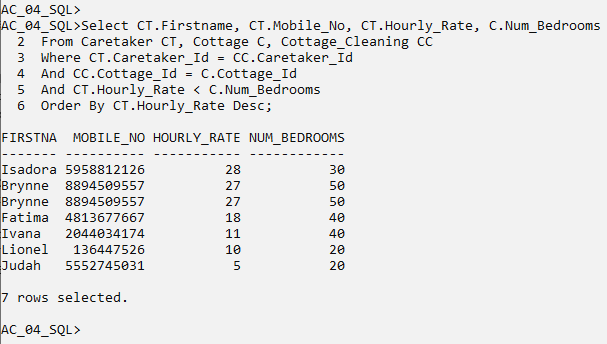 AC_04_SQL>
AC_04_SQL>Select CT.Firstname, CT.Mobile_No, CT.Hourly_Rate, C.Num_Bedrooms
2 From Caretaker CT, Cottage C, Cottage_Cleaning CC
3 Where CT.Caretaker_Id = CC.Caretaker_Id
4 And CC.Cottage_Id = C.Cottage_Id
5 And CT.Hourly_Rate < C.Num_Bedrooms
6 Order By CT.Hourly_Rate Desc;
FIRSTNA MOBILE_NO HOURLY_RATE NUM_BEDROOMS
------- ---------- ----------- ------------
Isadora 5958812126 28 30
Brynne 8894509557 27 50
Brynne 8894509557 27 50
Fatima 4813677667 18 40
Ivana 2044034174 11 40
Lionel 136447526 10 20
Judah 5552745031 5 20
7 rows selected.
AC_04_SQL>